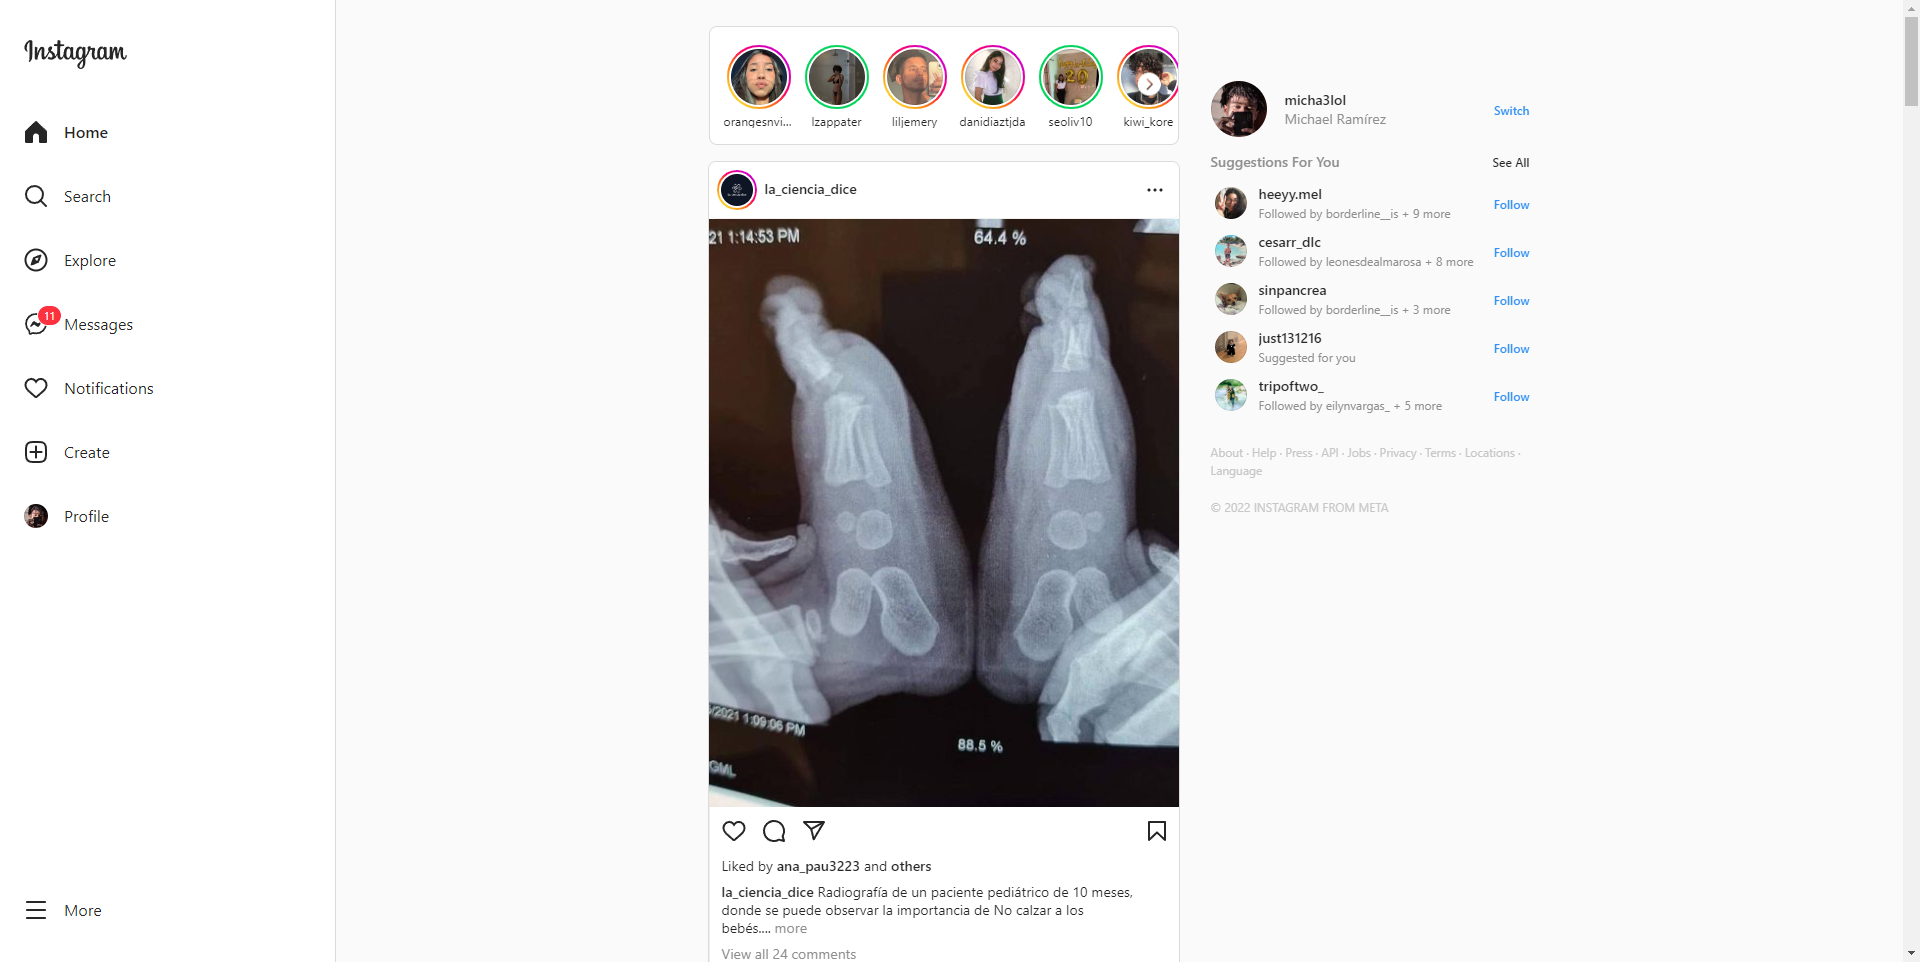 Instagram
Home
Search
Explore
11
Messages
Notifications
Create
Profile
More
orangesnvi...
lzappater
liljemery
danidiaztjda
seoliv10
kiwi_kore
la_ciencia_dice
21 1:14:53 PM
64.4 %
5/2021 1:09:06 PM
88.5 %
GML
Liked by ana_pau3223 and others
la_ciencia_dice Radiografía de un paciente pediátrico de 10 meses,
donde se puede observar la importancia de No calzar a los
bebés.... more
View all 24 comments
micha3lol
Michael Ramírez
Switch
Suggestions For You
See All
heeyy.mel
Followed by borderline__is + 9 more
Follow
cesarr_dlc
Followed by leonesdealmarosa + 8 more
Follow
sinpancrea
Followed by borderline__is + 3 more
Follow
just131216
Suggested for you
Follow
tripoftwo_
Followed by eilynvargas_ + 5 more
Follow
About · Help · Press · API · Jobs · Privacy · Terms · Locations ·
Language
© 2022 INSTAGRAM FROM META